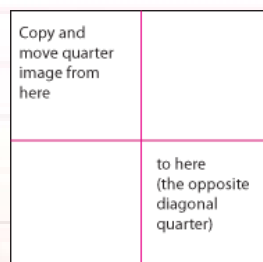 Copy and
move quarter
image from
here
to here
(the opposite
diagonal
quarter)